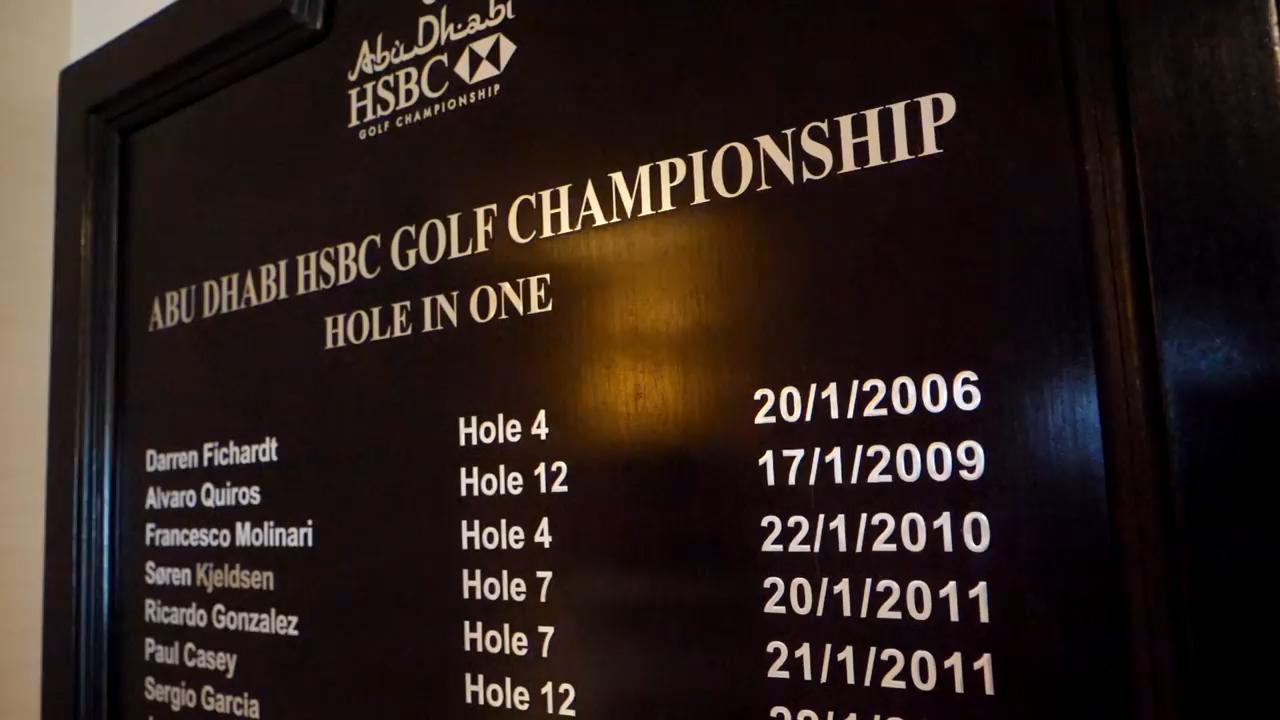 Abu Dhabi
HSBC
GOLF CHAMPIONSHIP
ABU DHABI HSBC GOLF CHAMPIONSHIP
HOLE IN ONE
Darren Fichardt Hole 4 20/1/2006
Alvaro Quiros Hole 12 17/1/2009
Francesco Molinari Hole 4 22/1/2010
Søren Kjeldsen Hole 7 20/1/2011
Ricardo Gonzalez Hole 7 21/1/2011
Paul Casey Hole 12
Sergio Garcia